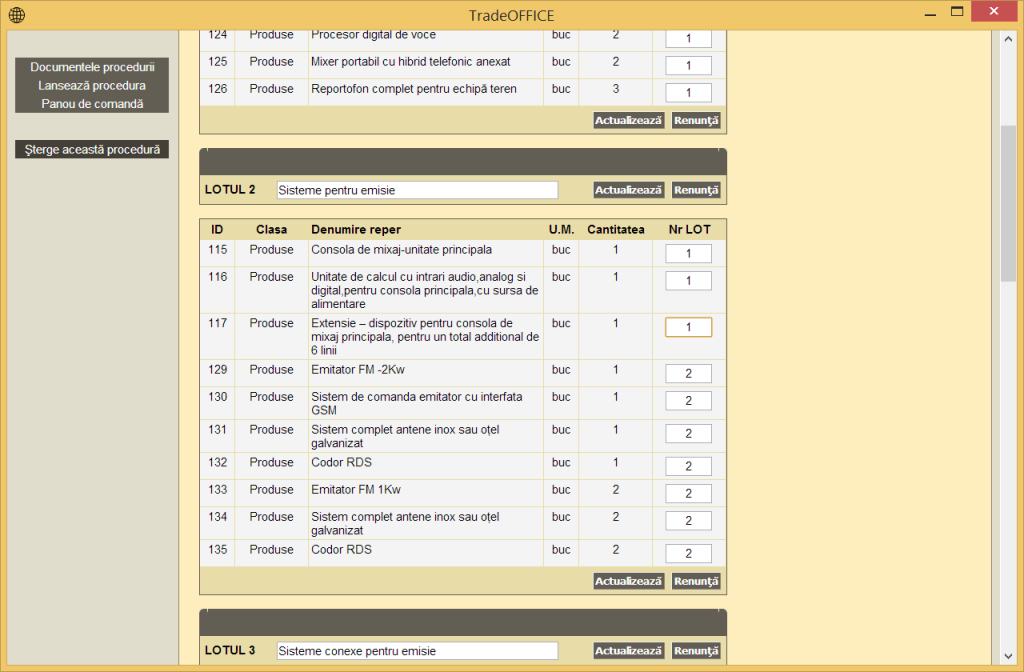 TradeOFFICE
Documentele procedurii
Lansează procedura
Panou de comandă
Şterge această procedură
124 Produse Procesor digital de voce buc 2 1
125 Produse Mixer portabil cu hibrid telefonic anexat buc 2 1
126 Produse Reportofon complet pentru echipă teren buc 3 1
Actualizează Renunţă
LOTUL 2 Sisteme pentru emisie Actualizează Renunţă
ID Clasa Denumire reper U.M. Cantitatea Nr LOT
115 Produse Consola de mixaj-unitate principala buc 1 1
116 Produse Unitate de calcul cu intrari audio,analog si buc 1 1
digital,pentru consola principala,cu sursa de
alimentare
117 Produse Extensie – dispozitiv pentru consola de buc 1 1
mixaj principala, pentru un total additional de
6 linii
129 Produse Emitator FM -2Kw buc 1 2
130 Produse Sistem de comanda emitator cu interfata buc 1 2
GSM
131 Produse Sistem complet antene inox sau oțel buc 1 2
galvanizat
132 Produse Codor RDS buc 1 2
133 Produse Emitator FM 1Kw buc 2 2
134 Produse Sistem complet antene inox sau oțel buc 2 2
galvanizat
135 Produse Codor RDS buc 2 2
Actualizează Renunţă
LOTUL 3 Sisteme conexe pentru emisie Actualizează Renunţă